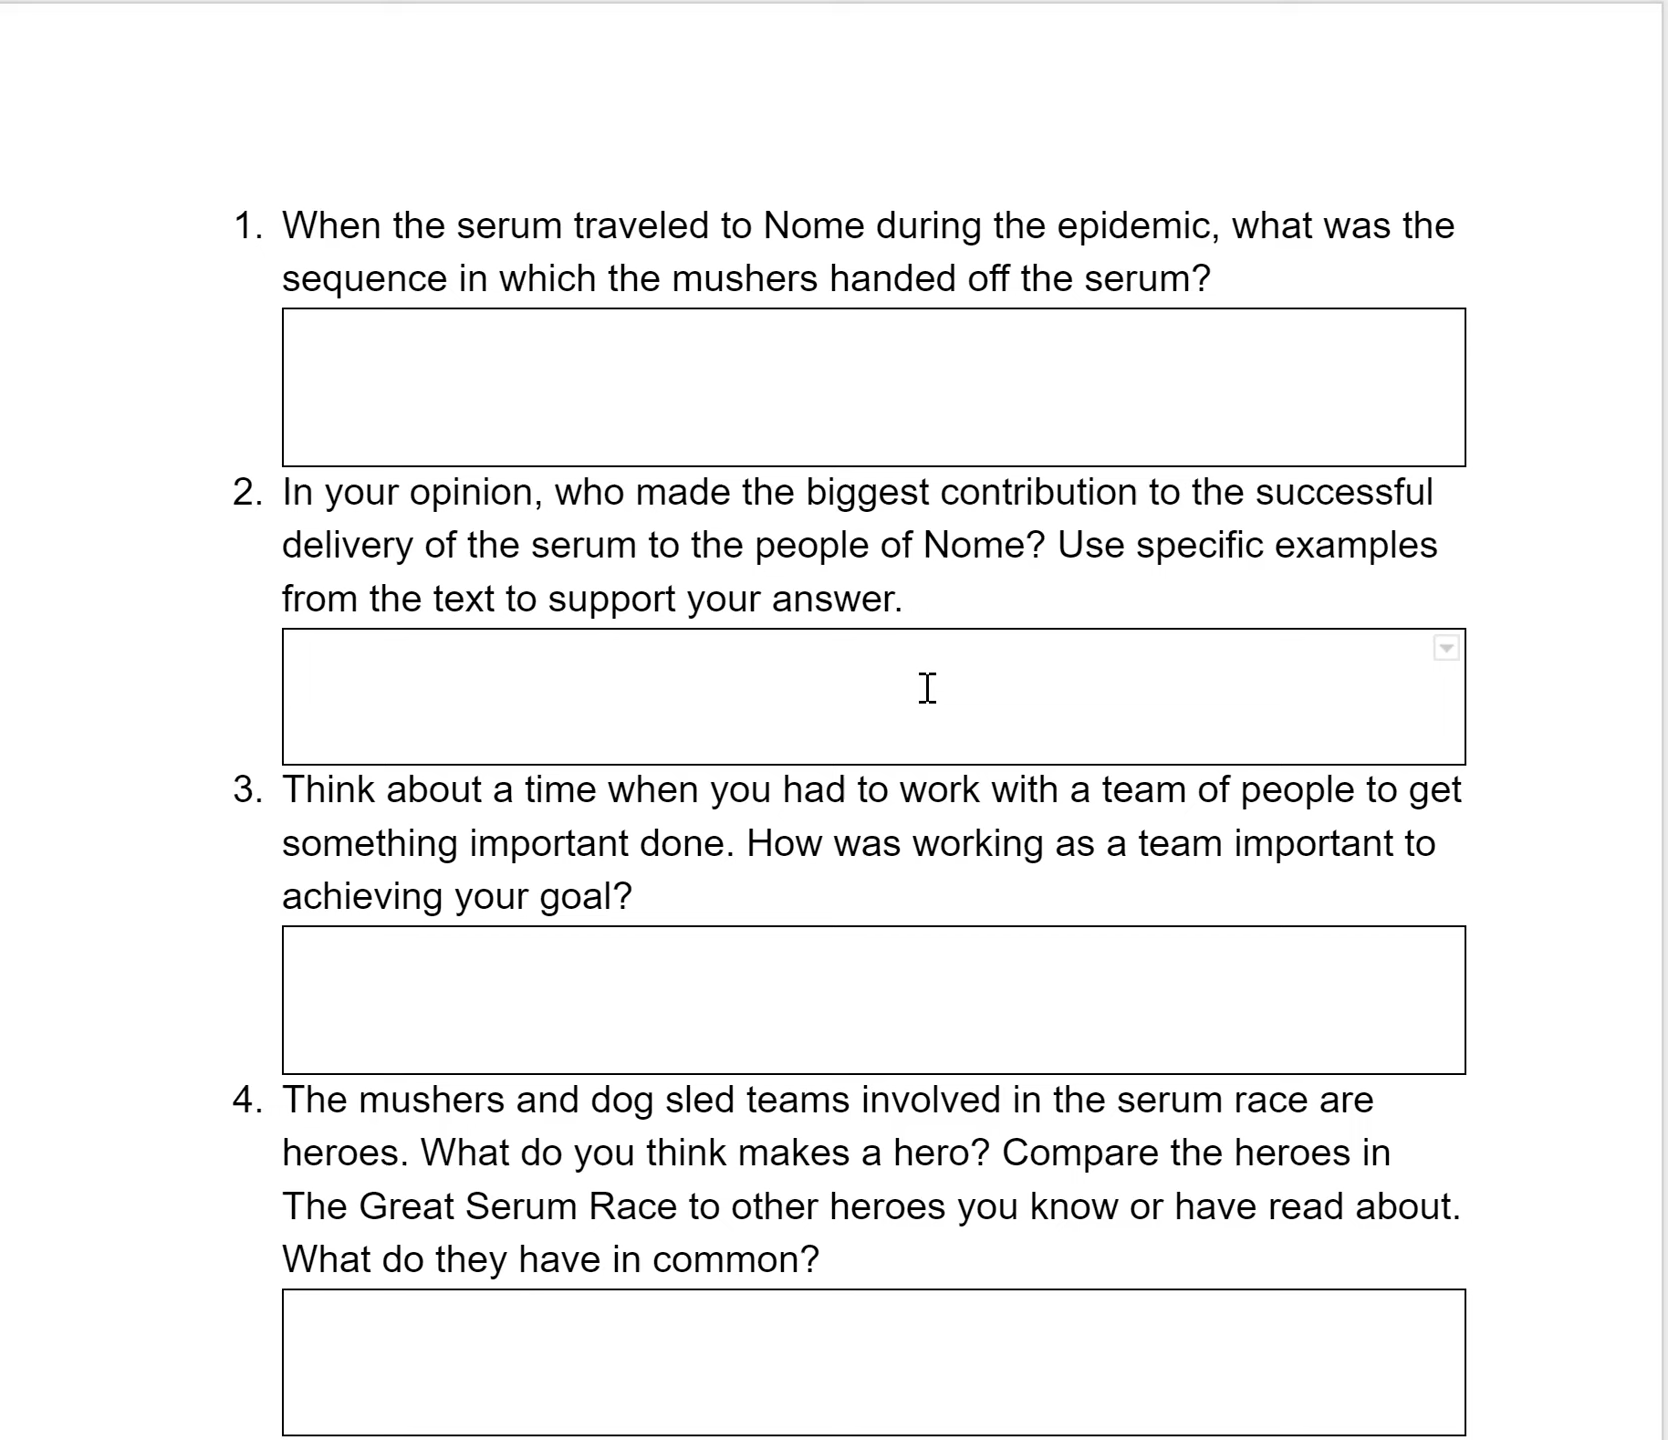 1. When the serum traveled to Nome during the epidemic, what was the
sequence in which the mushers handed off the serum?
2. In your opinion, who made the biggest contribution to the successful
delivery of the serum to the people of Nome? Use specific examples
from the text to support your answer.
3. Think about a time when you had to work with a team of people to get
something important done. How was working as a team important to
achieving your goal?
4. The mushers and dog sled teams involved in the serum race are
heroes. What do you think makes a hero? Compare the heroes in
The Great Serum Race to other heroes you know or have read about.
What do they have in common?